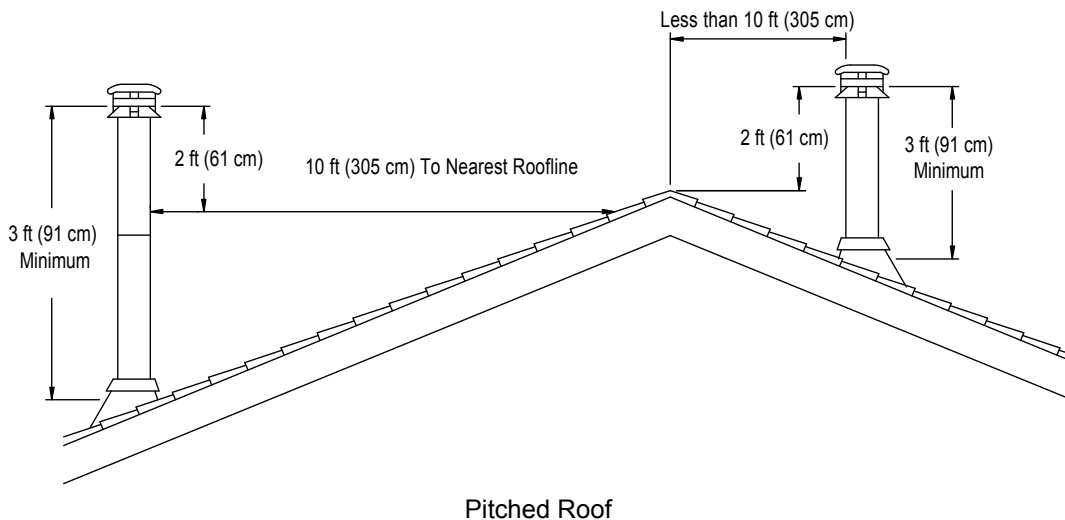 Less than 10 ft (305 cm)
2 ft (61 cm)
10 ft (305 cm) To Nearest Roofline
3 ft (91 cm)
Minimum
2 ft (61 cm)
3 ft (91 cm)
Minimum
Pitched Roof